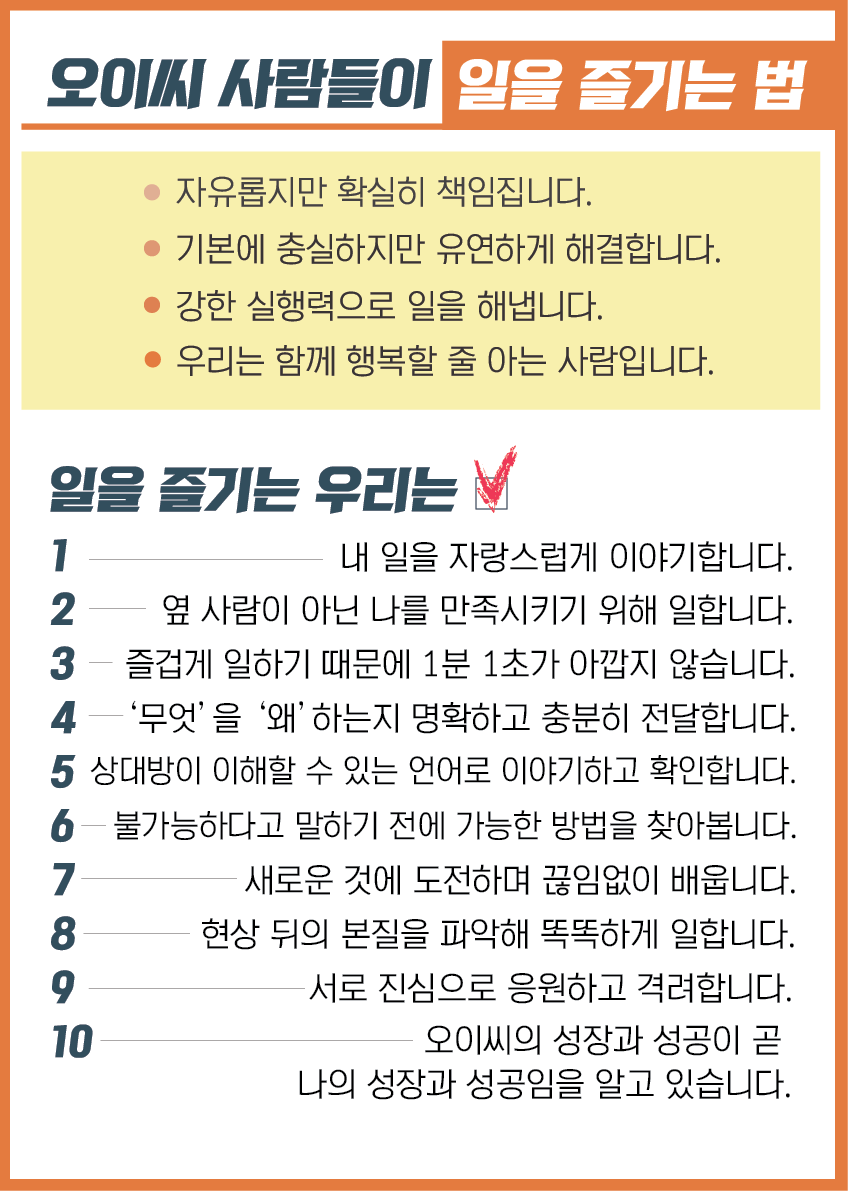 오이씨 사람들이 일을 즐기는 법
자유롭지만 확실히 책임집니다.
기본에 충실하지만 유연하게 해결합니다.
강한 실행력으로 일을 해냅니다.
우리는 함께 행복할 줄 아는 사람입니다.
일을 즐기는 우리는
1 내 일을 자랑스럽게 이야기합니다.
2 옆 사람이 아닌 나를 만족시키기 위해 일합니다.
3 즐겁게 일하기 때문에 1분 1초가 아깝지 않습니다.
4 ‘무엇’을 ‘왜’하는지 명확하고 충분히 전달합니다.
5 상대방이 이해할 수 있는 언어로 이야기하고 확인합니다.
6 불가능하다고 말하기 전에 가능한 방법을 찾아봅니다.
7 새로운 것에 도전하며 끊임없이 배웁니다.
8 현상 뒤의 본질을 파악해 똑똑하게 일합니다.
9 서로 진심으로 응원하고 격려합니다.
10 오이씨의 성장과 성공이 곧
나의 성장과 성공임을 알고 있습니다.